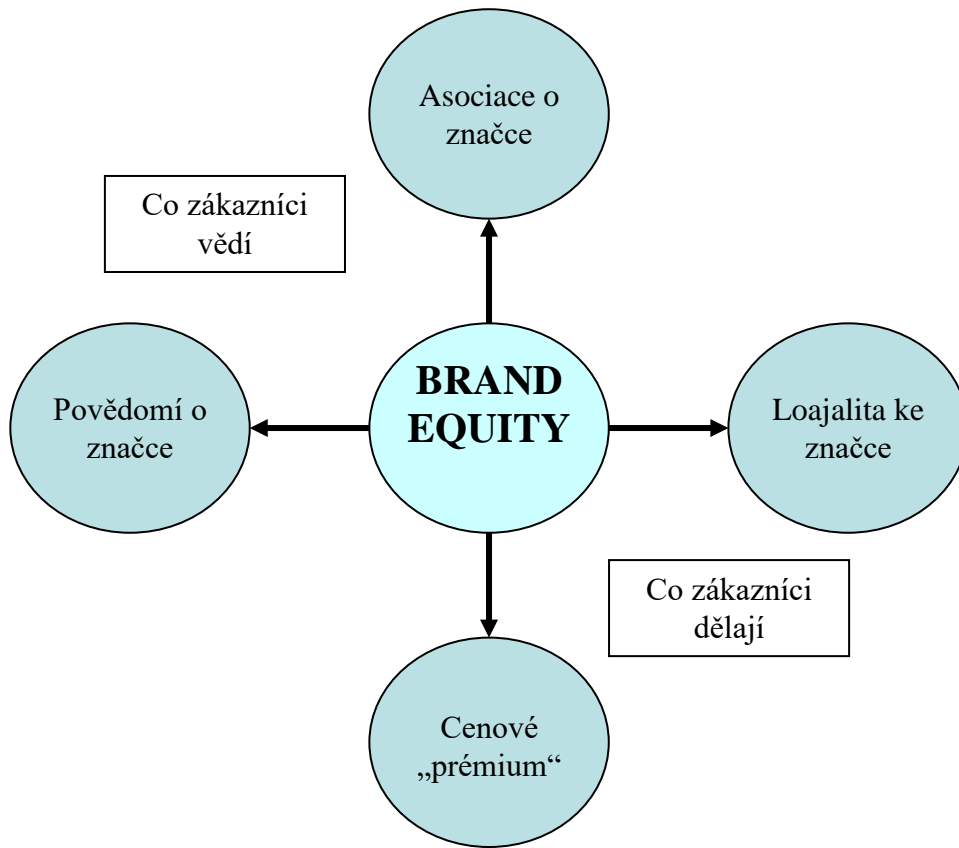 Asociace o
značce
Co zákazníci
vědí
BRAND
EQUITY
Povědomí o
značce
Loajalita ke
značce
Co zákazníci
dělají
Cenové
„prémium“